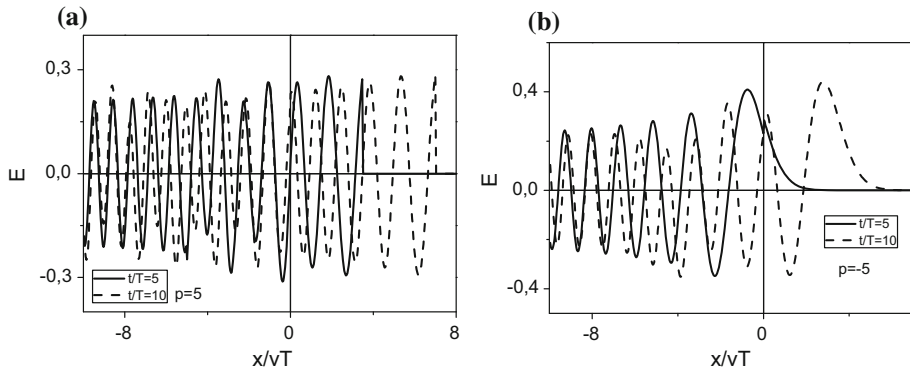 (a)
0,3
0,0
-0,3
E
t/T=5
t/T=10
p=5
-8
0
8
x/vT
(b)
0,4
0,0
-0,4
E
t/T=5
t/T=10
p=-5
-8
0
x/vT